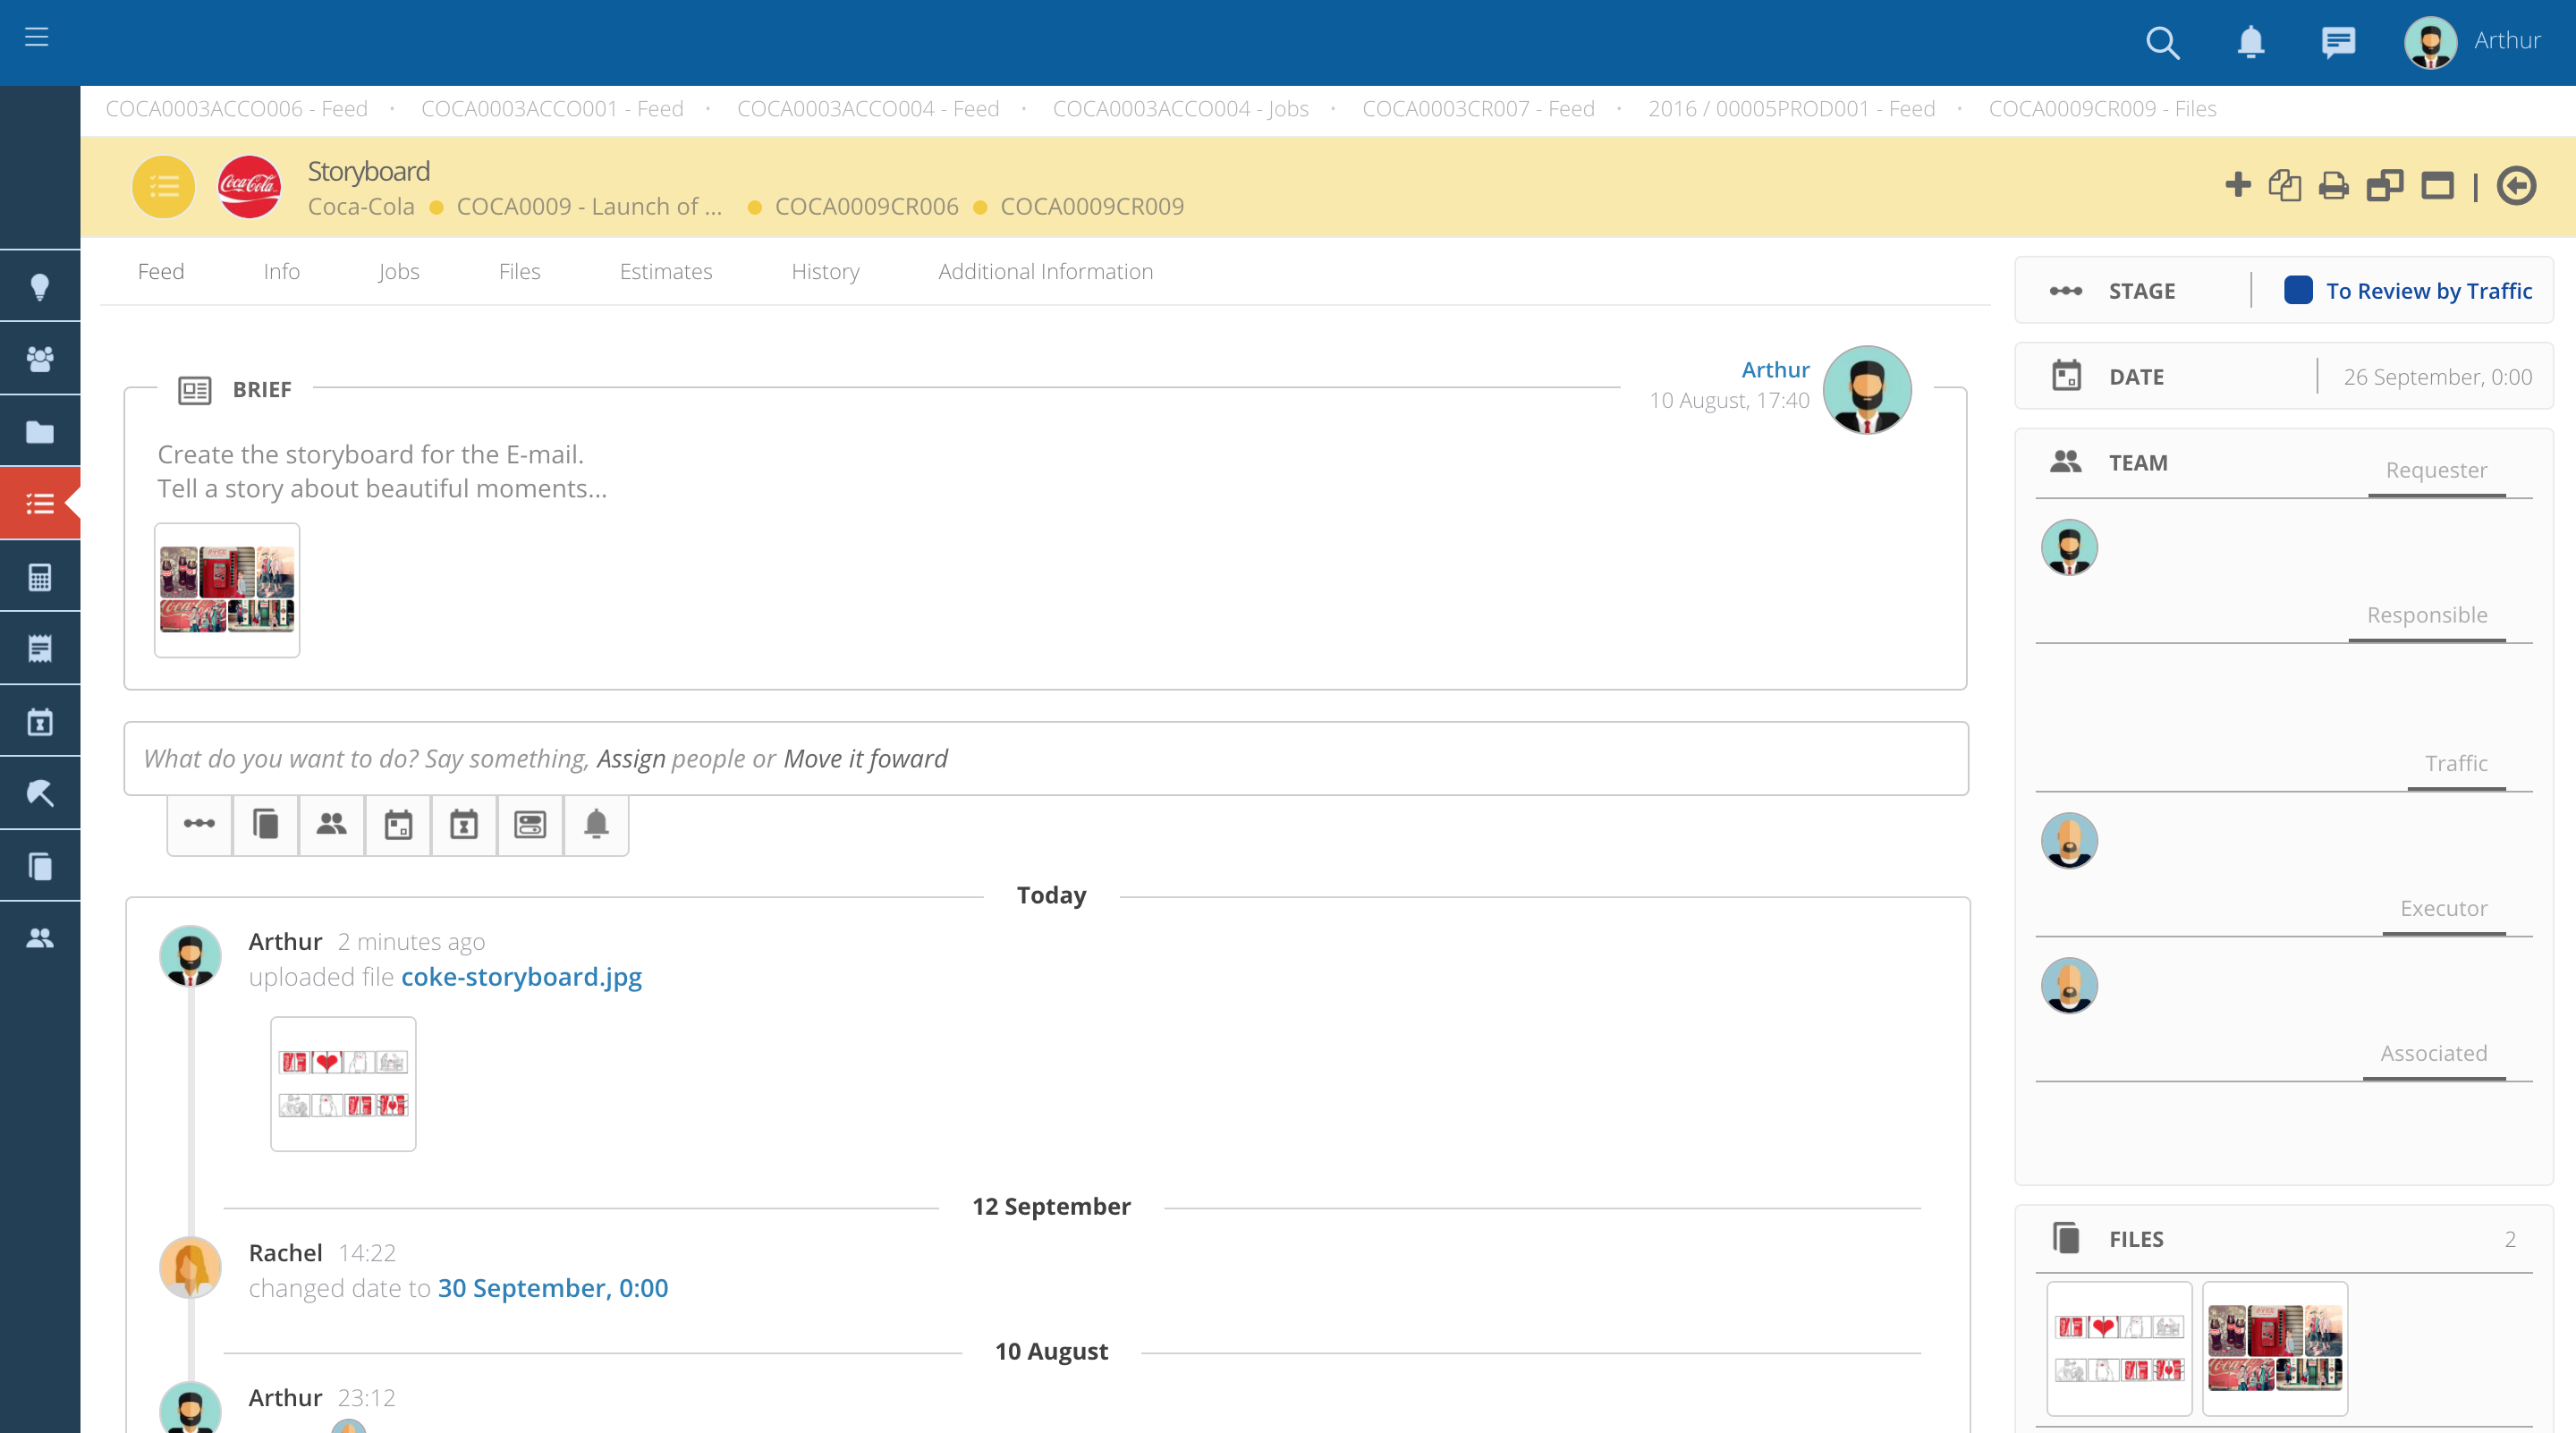 Arthur
COCA0003ACCO006 - Feed • COCA0003ACCO001 - Feed • COCA0003ACCO004 - Feed • COCA0003ACCO004 - Jobs • COCA0003CR007 - Feed • 2016 / 00005PROD001 - Feed • COCA0009CR009 - Files
Coca-Cola
Storyboard
Coca-Cola COCA0009 - Launch of ... COCA0009CR006 COCA0009CR009
Feed Info Jobs Files Estimates History Additional Information
BRIEF
Arthur
10 August, 17:40
Create the storyboard for the E-mail.
Tell a story about beautiful moments...
What do you want to do? Say something, Assign people or Move it foward
Today
Arthur 2 minutes ago
uploaded file coke-storyboard.jpg
12 September
Rachel 14:22
changed date to 30 September, 0:00
10 August
Arthur 23:12
STAGE To Review by Traffic
DATE 26 September, 0:00
TEAM Requester
Responsible
Traffic
Executor
Associated
FILES 2